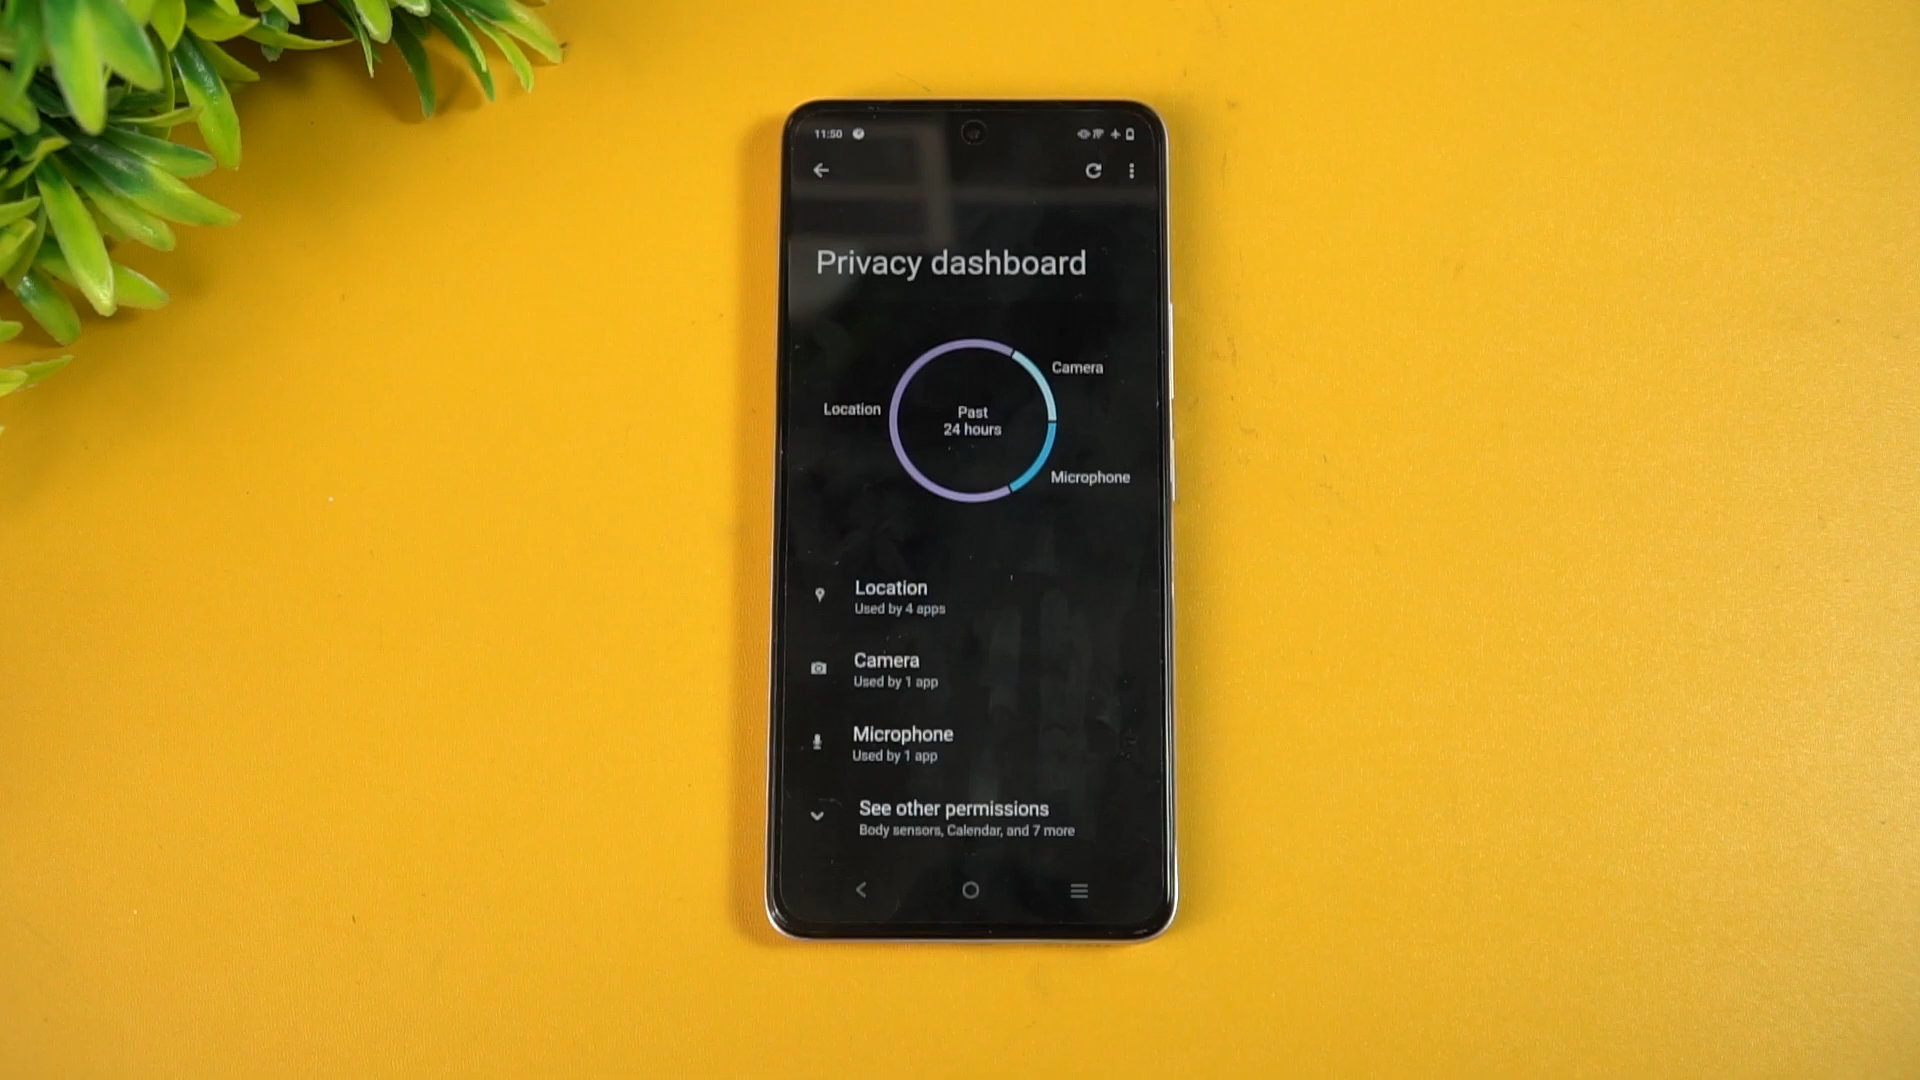 11:50
Privacy dashboard
Camera
Location
Past
24 hours
Microphone
Location
Used by 4 apps
Camera
Used by 1 app
Microphone
Used by 1 app
See other permissions
Body sensors, Calendar, and 7 more